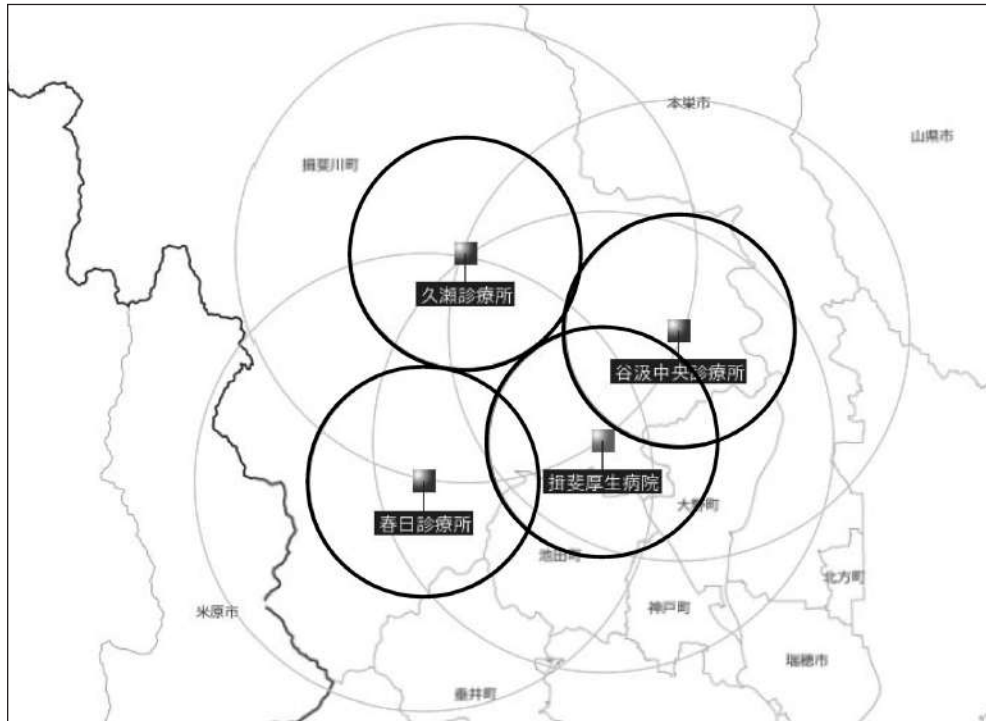 本巣市
山県市
揖斐川町
久瀬診療所
谷汲中央診療所
揖斐厚生病院
大野町
春日診療所
池田町
北方町
神戸町
米原市
瑞穂市
垂井町